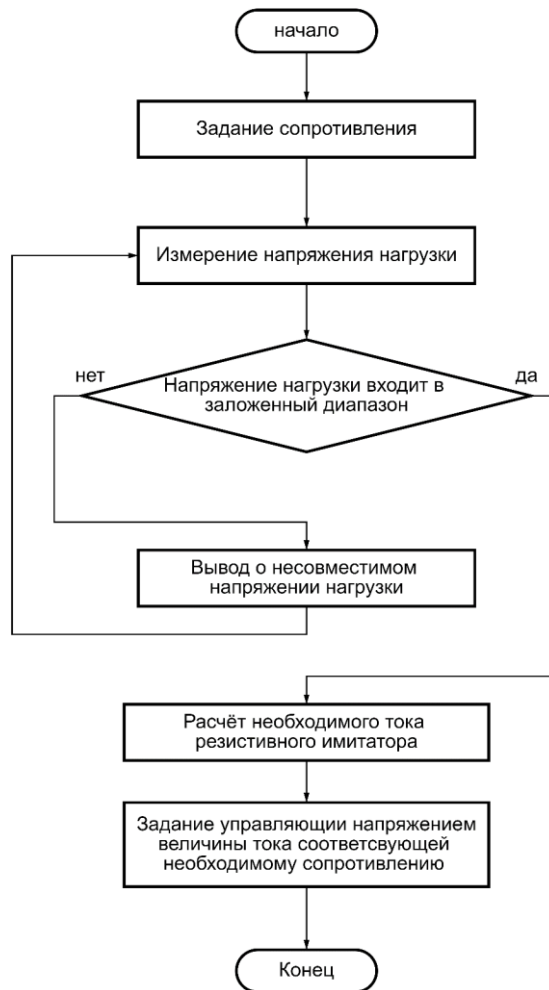 начало
Задание сопротивления
Измерение напряжения нагрузки
нет
да
Напряжение нагрузки входит в
заложенный диапазон
Вывод о несовместимом
напряжении нагрузки
Расчёт необходимого тока
резистивного имитатора
Задание управляющии напряжением
величины тока соответсвующей
необходимому сопротивлению
Конец